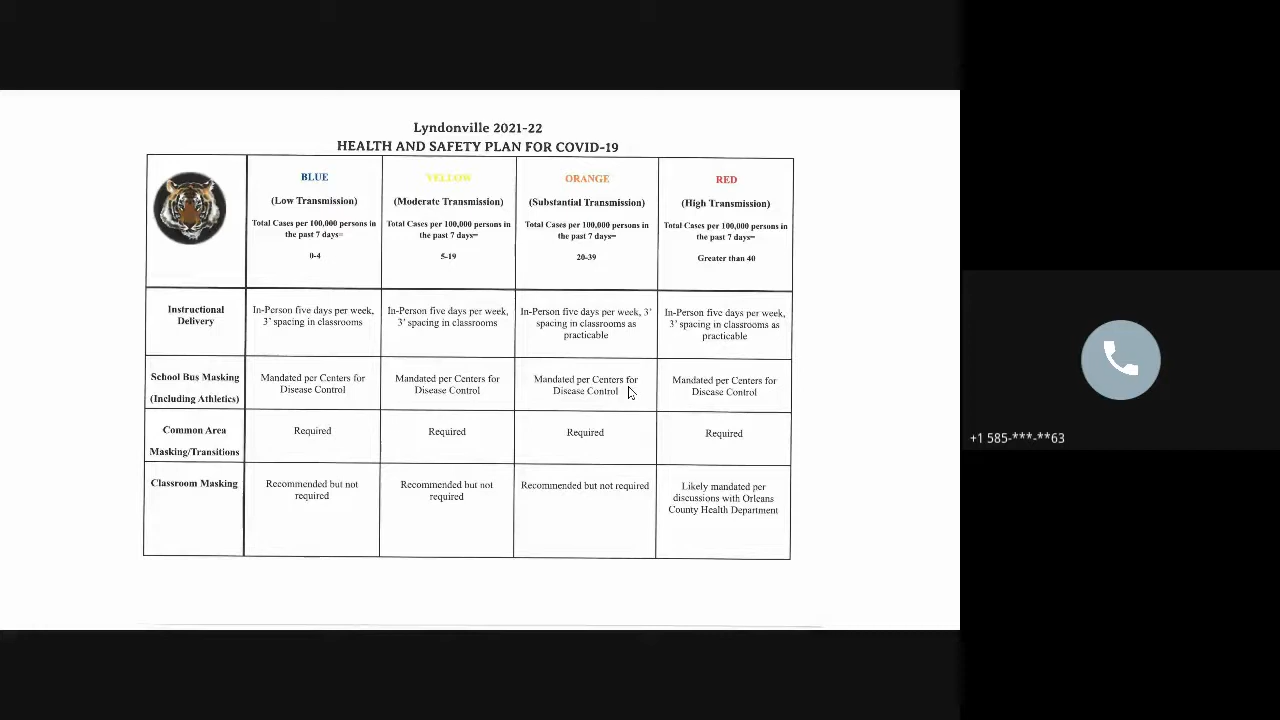 Lyndonville 2021-22
HEALTH AND SAFETY PLAN FOR COVID-19
BLUE
(Low Transmission)
Total Cases per 100,000 persons in
the past 7 days=
0-4
YELLOW
(Moderate Transmission)
Total Cases per 100,000 persons in
the past 7 days=
5-19
ORANGE
(Substantial Transmission)
Total Cases per 100,000 persons in
the past 7 days=
20-39
RED
(High Transmission)
Total Cases per 100,000 persons in
the past 7 days=
Greater than 40
Instructional
Delivery
In-Person five days per week,
3' spacing in classrooms
In-Person five days per week,
3' spacing in classrooms
In-Person five days per week, 3'
spacing in classrooms as
practicable
In-Person five days per week,
3' spacing in classrooms as
practicable
School Bus Masking
(Including Athletics)
Mandated per Centers for
Disease Control
Mandated per Centers for
Disease Control
Mandated per Centers for
Disease Control
Mandated per Centers for
Disease Control
Common Area
Masking/Transitions
Required
Required
Required
Required
Classroom Masking
Recommended but not
required
Recommended but not
required
Recommended but not required
Likely mandated per
discussions with Orleans
County Health Department
+1 585-***-**63